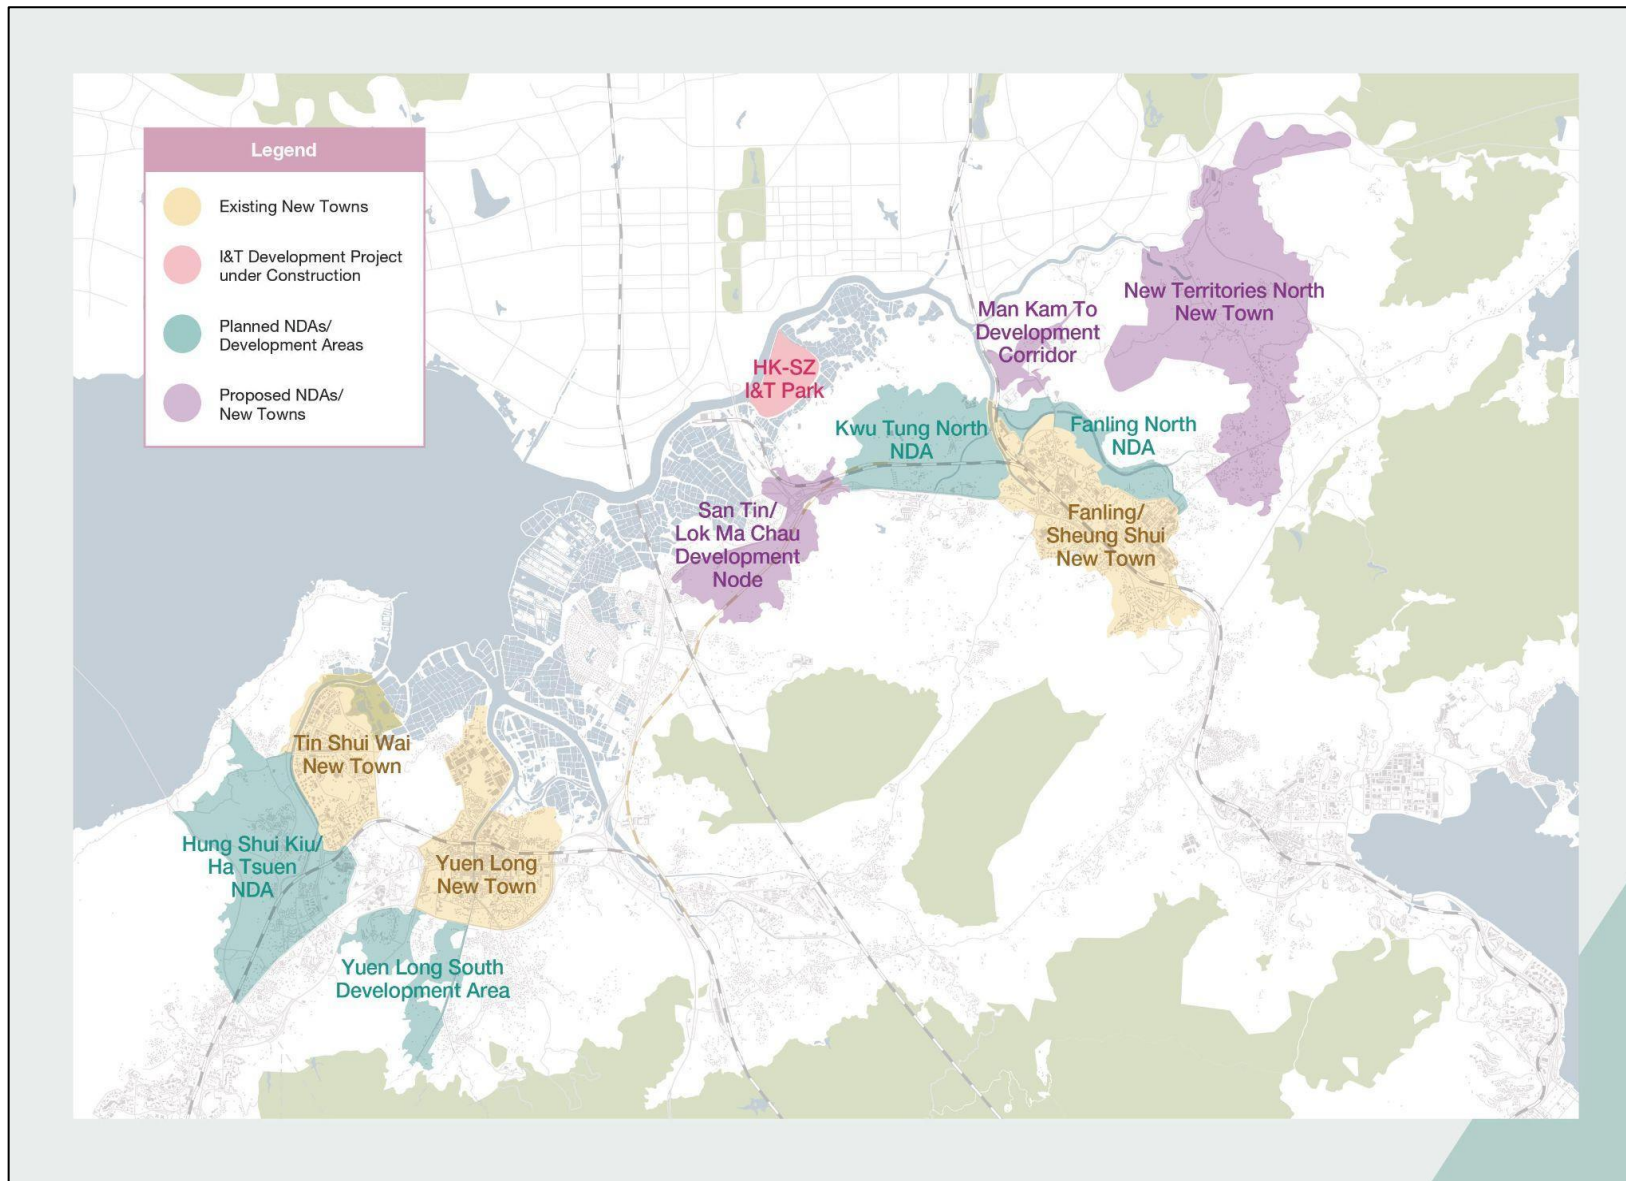 Legend
Existing New Towns
I&T Development Project
under Construction
Planned NDAs/
Development Areas
Proposed NDAs/
New Towns
New Territories North
New Town
Man Kam To
Development
Corridor
HK-SZ
I&T Park
Kwu Tung North
NDA
Fanling North
NDA
San Tin/
Lok Ma Chau
Development
Node
Fanling/
Sheung Shui
New Town
Tin Shui Wai
New Town
Hung Shui Kiu/
Ha Tsuen
NDA
Yuen Long
New Town
Yuen Long South
Development Area